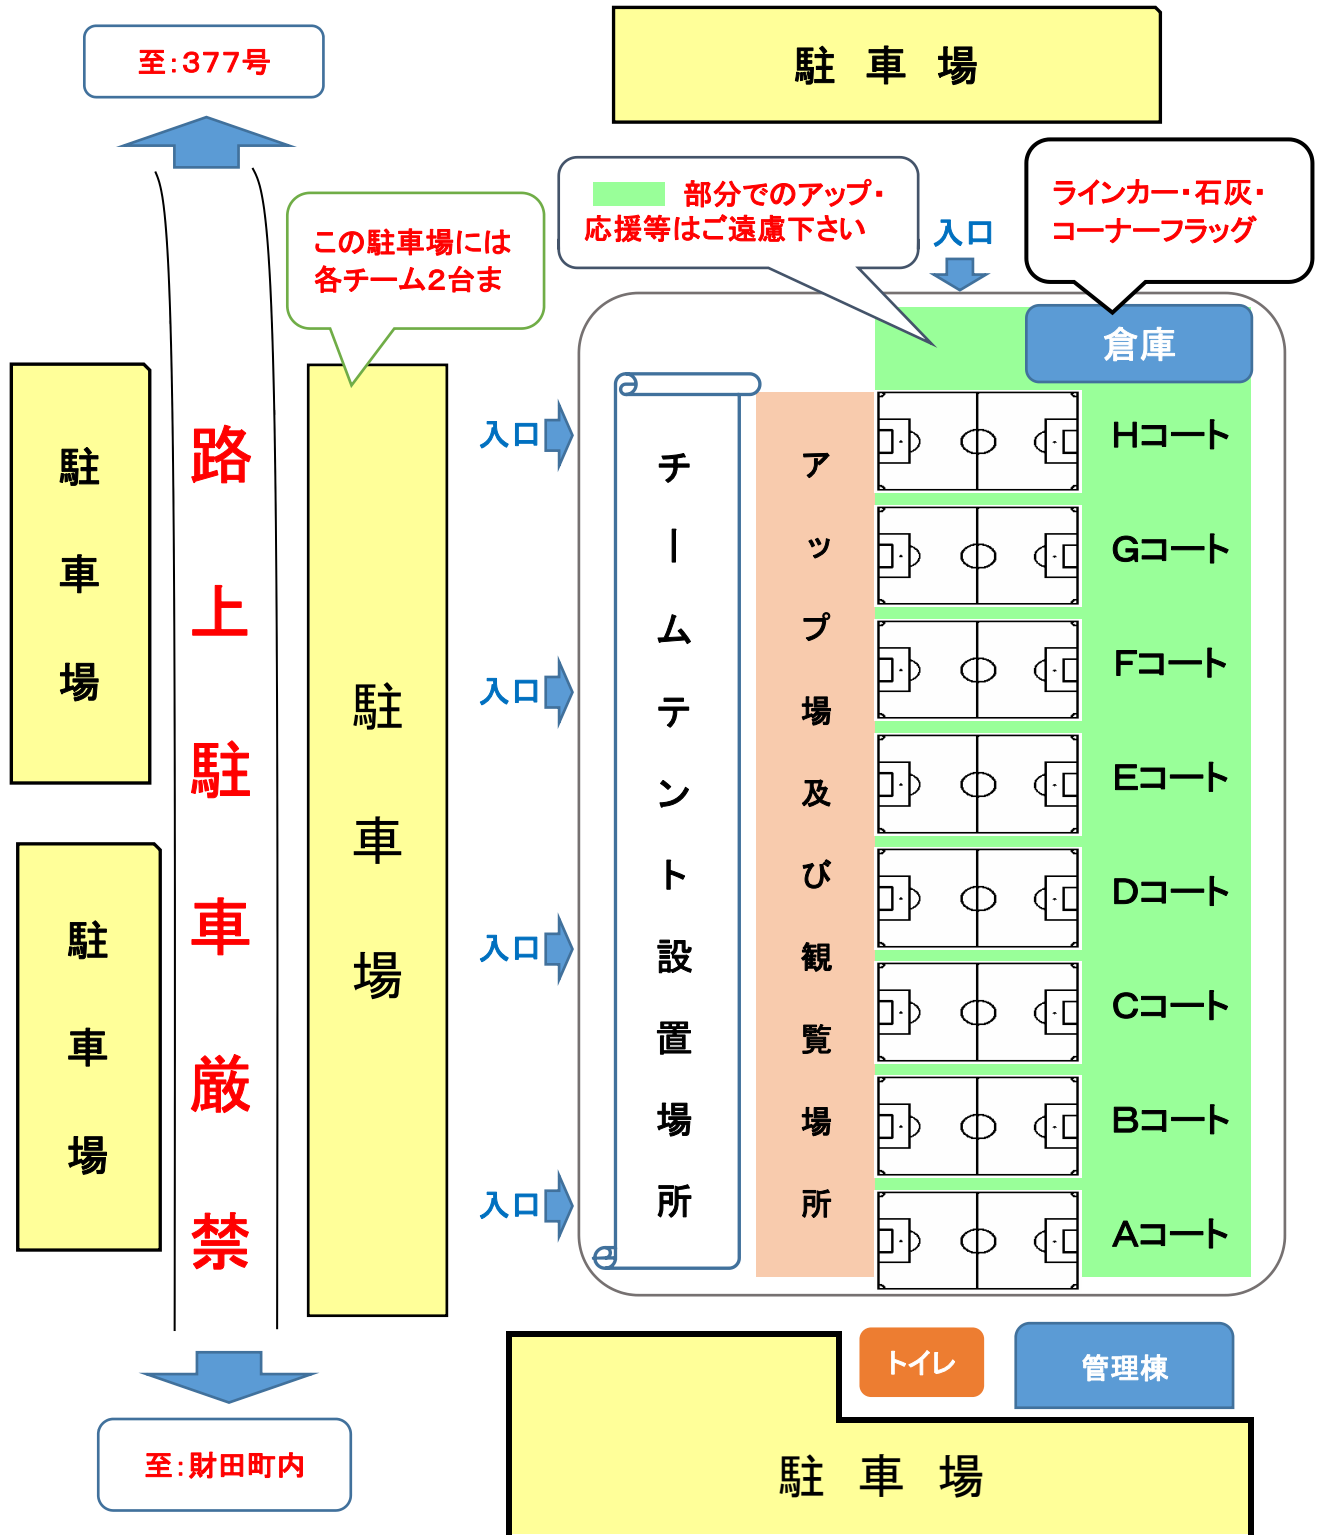 至:377号
駐 車 場
この駐車場には
各チーム2台ま
部分でのアップ・
応援等はご遠慮下さい
入口
ラインカー・石灰・
コーナーフラッグ
倉庫
駐車場
駐車場
路上駐車厳禁
駐車場
入口
入口
入口
入口
チームテント設置場所
アップ場及び観覧場所
Hコート
Gコート
Fコート
Eコート
Dコート
Cコート
Bコート
Aコート
トイレ
管理棟
至:財田町内
駐 車 場